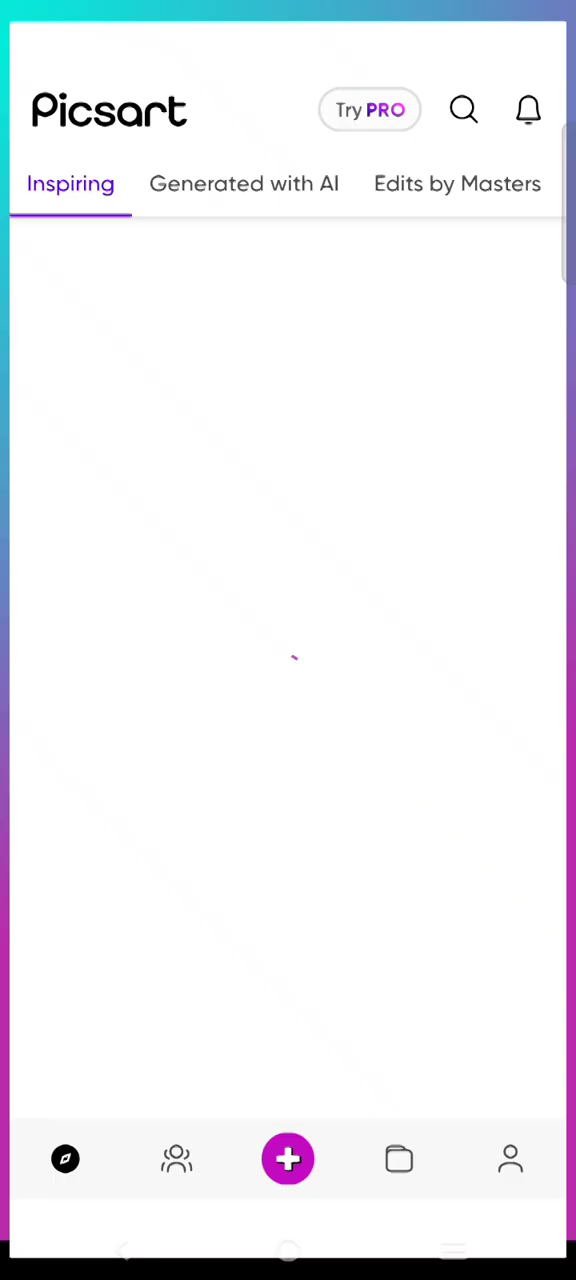 Picsart
Try PRO
Inspiring
Generated with AI
Edits by Masters